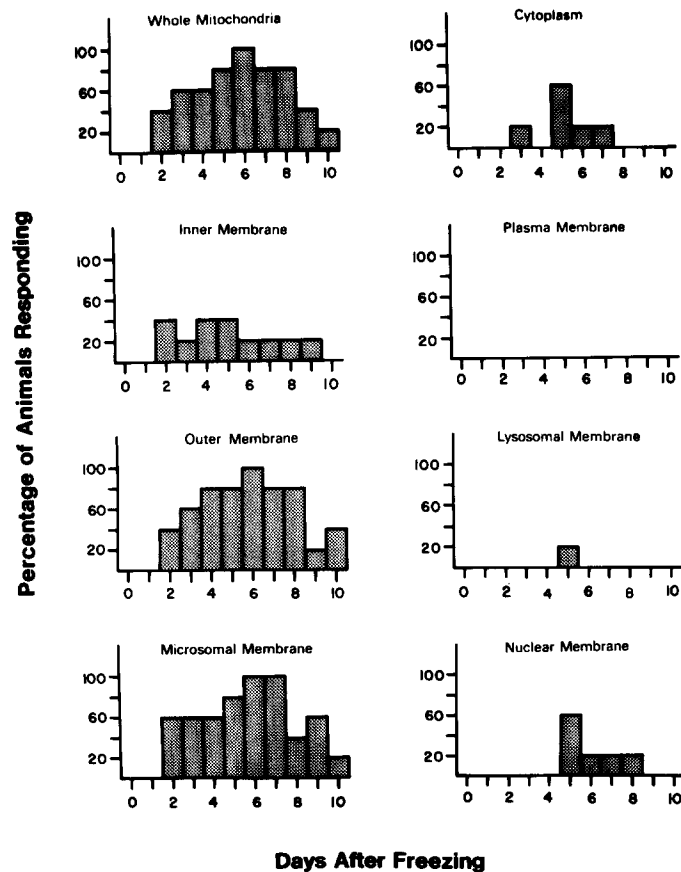 Percentage of Animals Responding
Whole Mitochondria
100
60
20
0 2 4 6 8 10
Cytoplasm
100
60
20
0 2 4 6 8 10
Inner Membrane
100
60
20
0 2 4 6 8 10
Plasma Membrane
100
60
20
0 2 4 6 8 10
Outer Membrane
100
60
20
0 2 4 6 8 10
Lysosomal Membrane
100
60
20
0 2 4 6 8 10
Microsomal Membrane
100
60
20
0 2 4 6 8 10
Nuclear Membrane
100
60
20
0 2 4 6 8 10
Days After Freezing